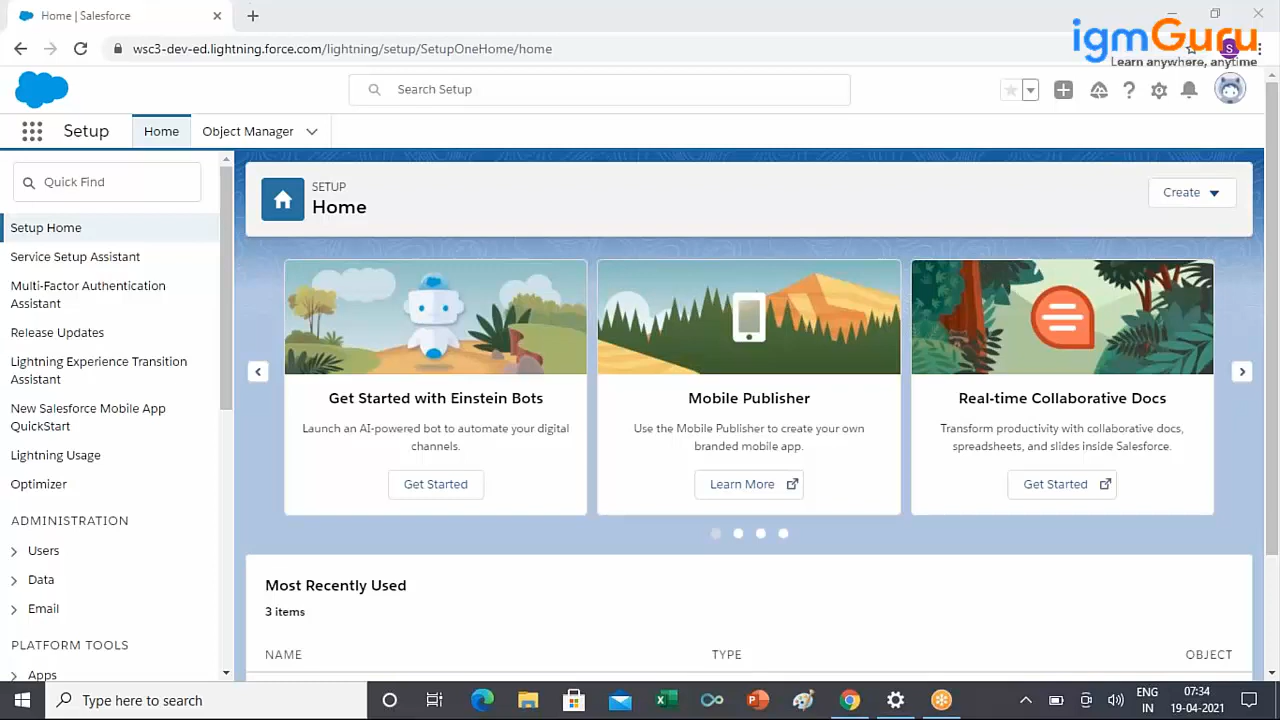 Home | Salesforce
wsc3-dev-ed.lightning.force.com/lightning/setup/SetupOneHome/home
igmGuru
Learn anywhere, anytime
S
Search Setup
Setup
Home
Object Manager
Quick Find
Setup Home
Service Setup Assistant
Multi-Factor Authentication
Assistant
Release Updates
Lightning Experience Transition
Assistant
New Salesforce Mobile App
QuickStart
Lightning Usage
Optimizer
ADMINISTRATION
Users
Data
Email
PLATFORM TOOLS
Apps
SETUP
Home
Create
Get Started with Einstein Bots
Launch an AI-powered bot to automate your digital
channels.
Get Started
Mobile Publisher
Use the Mobile Publisher to create your own
branded mobile app.
Learn More
Real-time Collaborative Docs
Transform productivity with collaborative docs,
spreadsheets, and slides inside Salesforce.
Get Started
Most Recently Used
3 items
NAME TYPE OBJECT
Type here to search
ENG
IN
07:34
19-04-2021